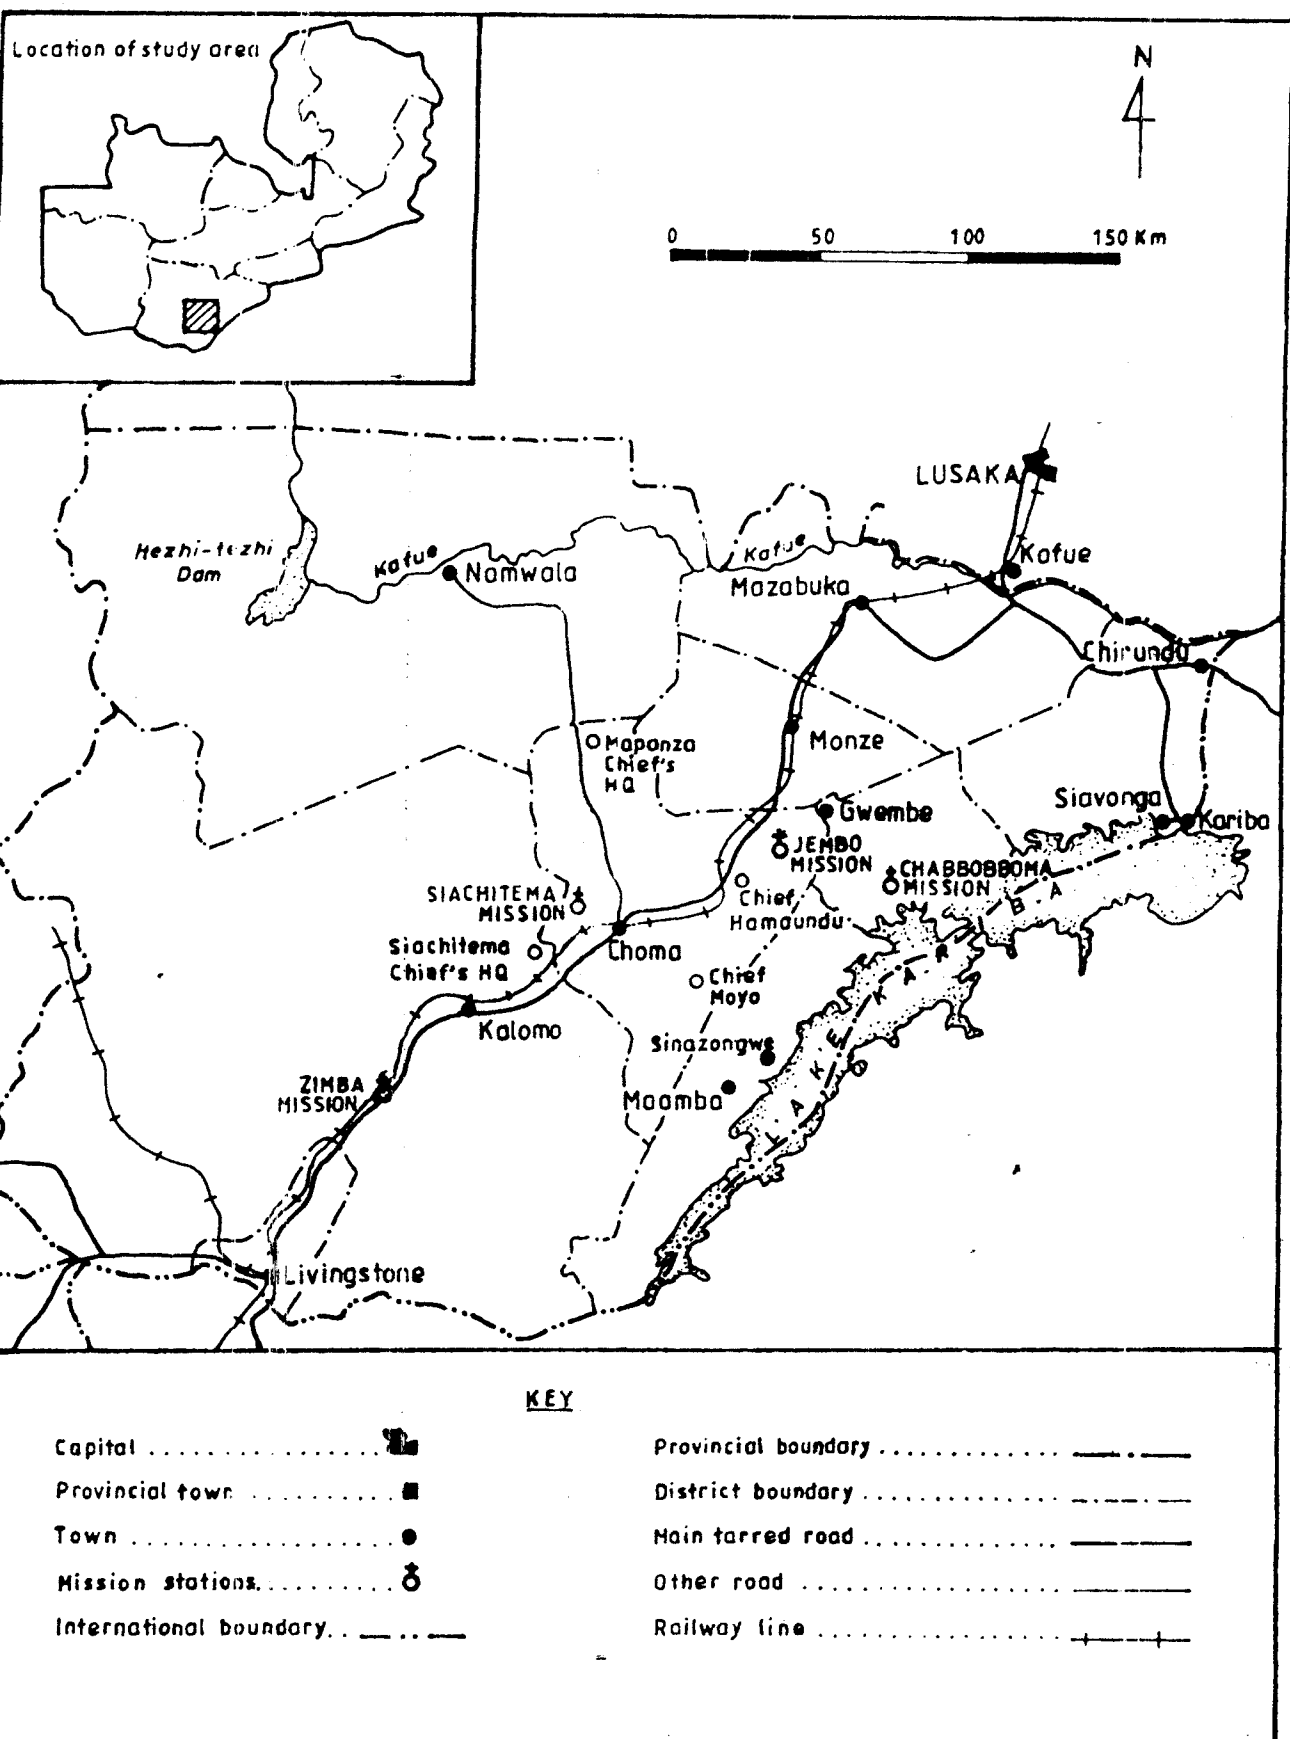 Location of study area
N
0 50 100 150 Km
LUSAKA
Hezhi-tezhi
Dam
Kafue
Namwala
Kafue
Kafue
Mazabuka
Chirundu
Mapanza
Chief's
HQ
Monze
Gwembe
Siavonga
Kariba
JEMBO
MISSION
CHABBOBBOMA
MISSION
SIACHITEMA
MISSION
Chief
Hamaundu
Siachitema
Chief's HQ
Choma
Chief
Moyo
Kalomo
Sinazongwe
Maamba
LAKE KARIBA
ZIMBA
MISSION
Livingstone
KEY
Capital
Provincial town
Town
Mission stations
International boundary
Provincial boundary
District boundary
Main tarred road
Other road
Railway line